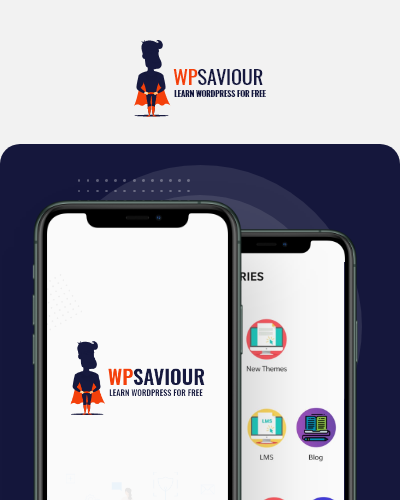 WPSAVIOUR
LEARN WORDPRESS FOR FREE
RIES
New Themes
WPSAVIOUR
LEARN WORDPRESS FOR FREE
LMS
LMS
Blog